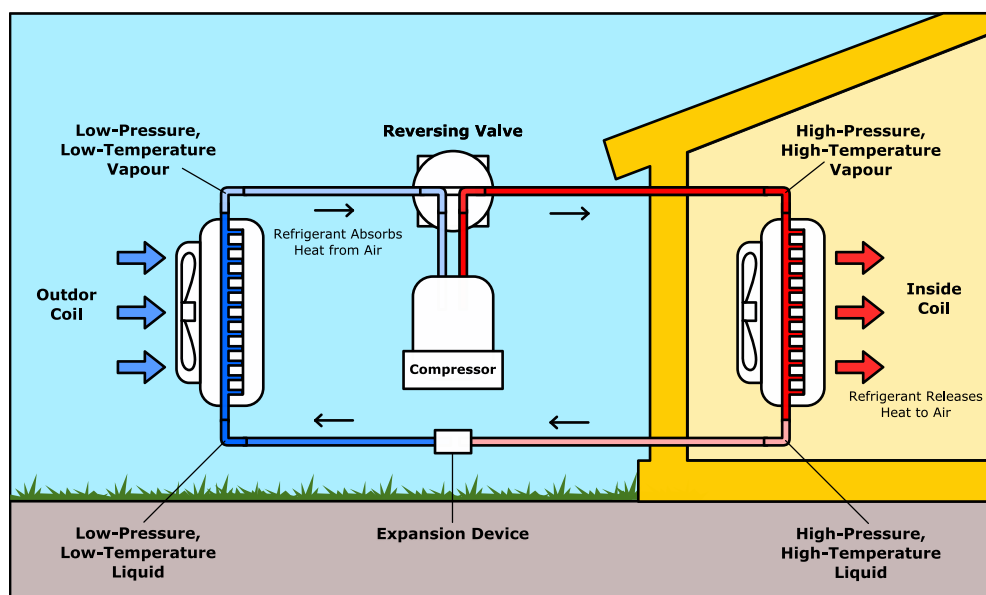 Low-Pressure,
Low-Temperature
Vapour
Reversing Valve
High-Pressure,
High-Temperature
Vapour
Refrigerant Absorbs
Heat from Air
Outdor
Coil
Inside
Coil
Compressor
Refrigerant Releases
Heat to Air
Low-Pressure,
Low-Temperature
Liquid
Expansion Device
High-Pressure,
High-Temperature
Liquid